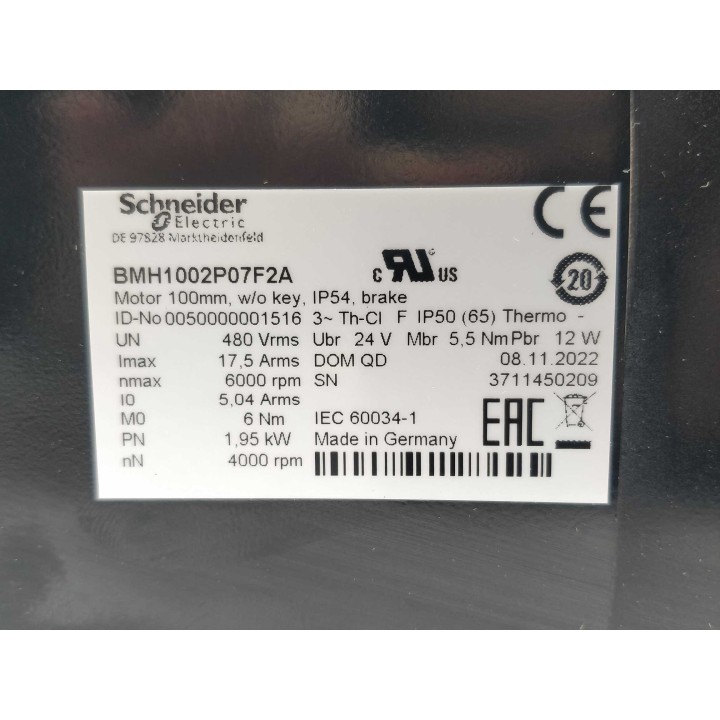 Schneider
Electric
DE 97828 Marktheidenfeld
CE
BMH1002P07F2A
c RU US
20
Motor 100mm, w/o key, IP54, brake
ID-No 0050000001516 3~ Th-Cl F IP50 (65) Thermo -
UN 480 Vrms Ubr 24 V Mbr 5,5 Nm Pbr 12 W
Imax 17,5 Arms DOM QD 08.11.2022
nmax 6000 rpm SN 3711450209
I0 5,04 Arms
M0 6 Nm IEC 60034-1
PN 1,95 kW Made in Germany
nN 4000 rpm
EAC